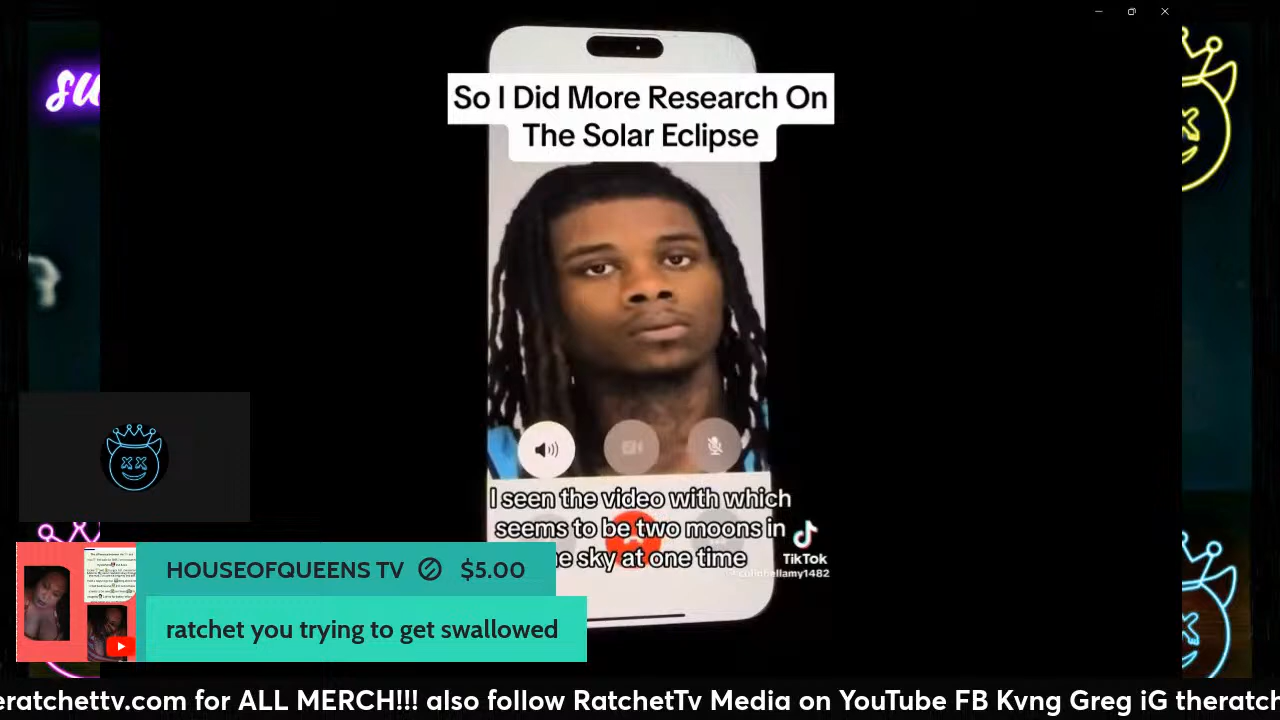 So I Did More Research On
The Solar Eclipse
I seen the video with which
seems to be two moons in
sky at one time
TikTok
HOUSEOFQUEENS TV $5.00
ratchet you trying to get swallowed
eratchettv.com for ALL MERCH!!! also follow RatchetTv Media on YouTube FB Kvng Greg iG theratch